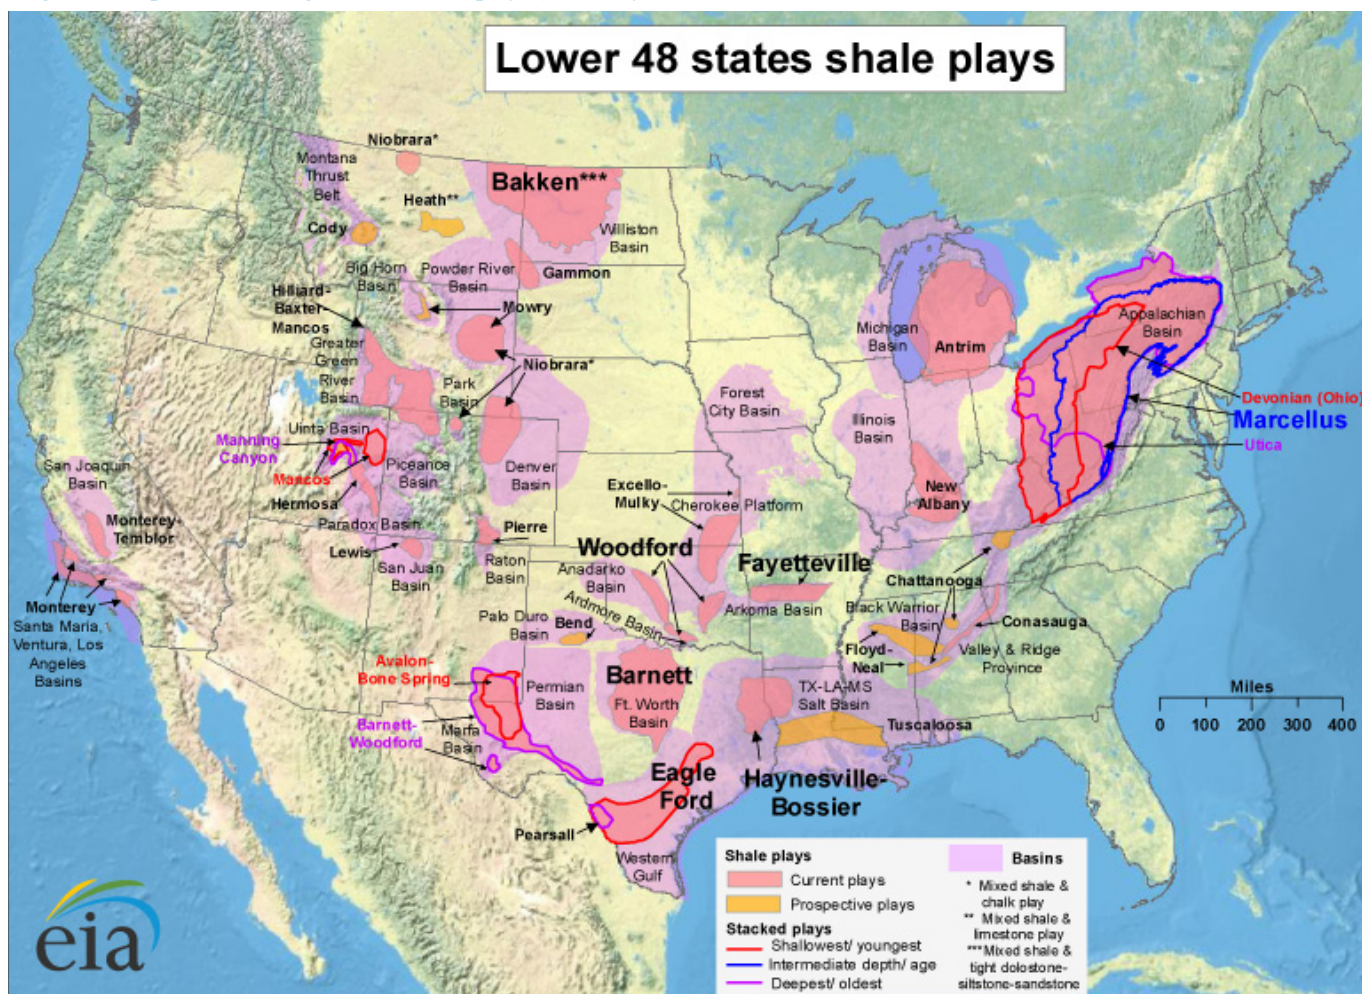 Lower 48 states shale plays
Niobrara*
Montana
Thrust
Belt
Bakken***
Heath**
Cody
Williston
Basin
Big Horn
Basin
Powder River
Basin
Gammon
Hilliard-
Baxter-
Mancos
Mowry
Greater
Green
River
Basin
Niobrara*
Park
Basin
Michigan
Basin
Antrim
Appalachian
Basin
Forest
City Basin
Illinois
Basin
Devonian (Ohio)
Marcellus
Utica
Uinta Basin
Manning
Canyon
Mancos
Piceance
Basin
Denver
Basin
Hermosa
Paradox Basin
San Joaquin
Basin
Monterey-
Temblor
Excello-
Mulky
Cherokee Platform
New
Albany
Pierre
Lewis
San Juan
Basin
Raton
Basin
Woodford
Anadarko
Basin
Fayetteville
Arkoma Basin
Chattanooga
Monterey
Santa Maria,
Ventura, Los
Angeles
Basins
Palo Duro
Basin
Bend
Ardmore Basin
Black Warrior
Basin
Conasauga
Floyd-
Neal
Valley & Ridge
Province
Avalon-
Bone Spring
Permian
Basin
Barnett
Ft. Worth
Basin
TX-LA-MS
Salt Basin
Tuscaloosa
Barnett-
Woodford
Marfa
Basin
Eagle
Ford
Haynesville-
Bossier
Pearsall
Western
Gulf
Miles
0 100 200 300 400
Shale plays
Current plays
Prospective plays
Stacked plays
Shallowest/ youngest
Intermediate depth/ age
Deepest/ oldest
Basins
* Mixed shale &
chalk play
** Mixed shale &
limestone play
***Mixed shale &
tight dolostone-
siltstone-sandstone
eia